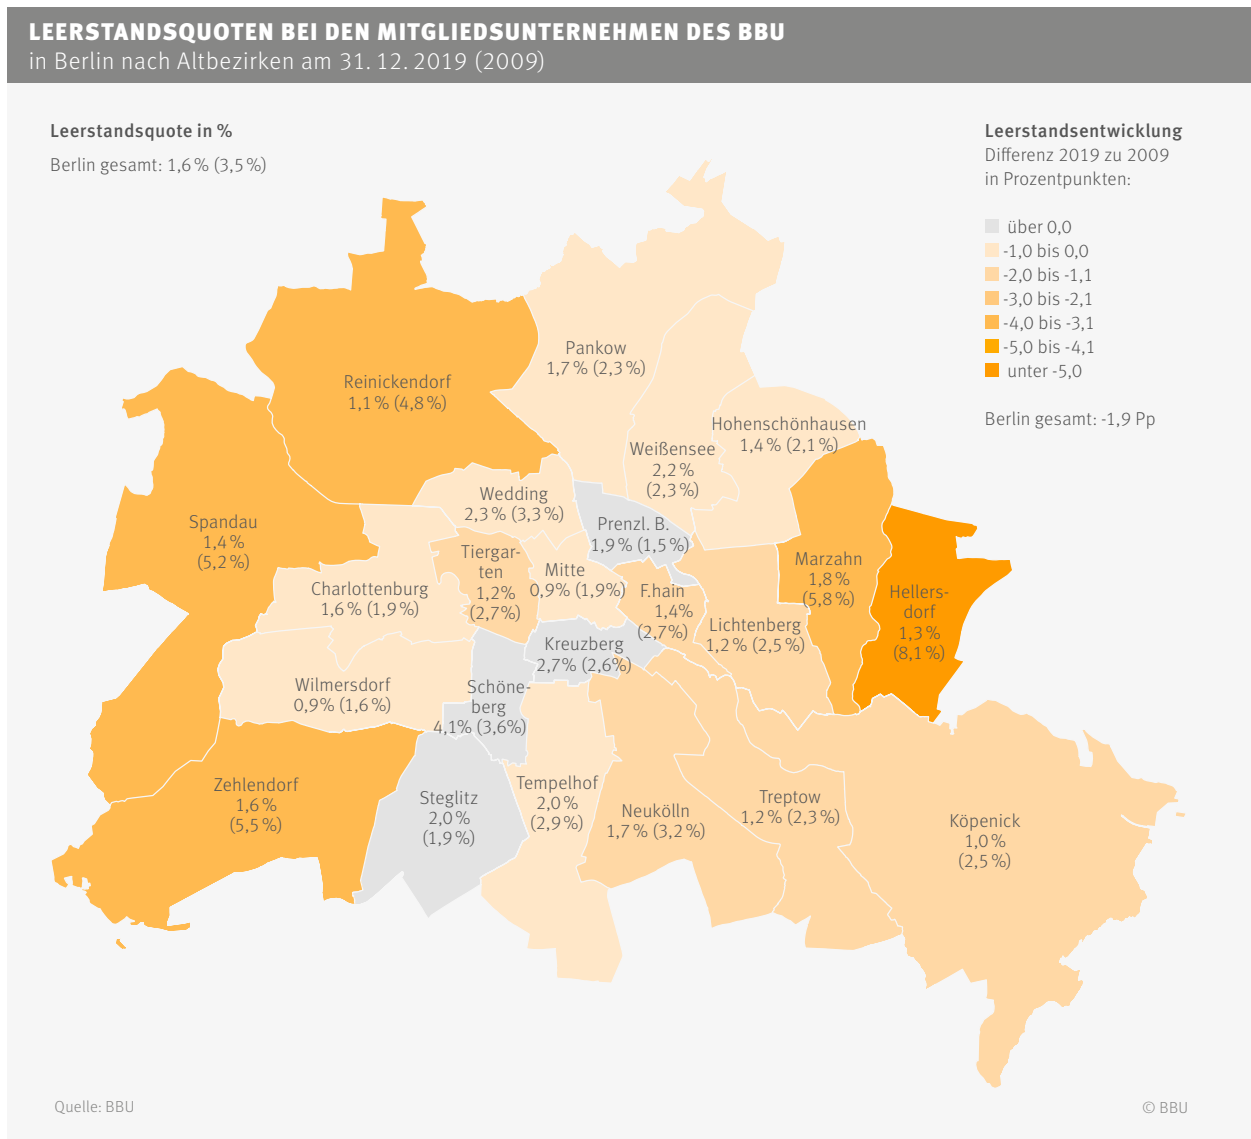 LEERSTANDSQUOTEN BEI DEN MITGLIEDSUNTERNEHMEN DES BBU
in Berlin nach Altbezirken am 31. 12. 2019 (2009)
Leerstandsquote in %
Berlin gesamt: 1,6 % (3,5 %)
Leerstandsentwicklung
Differenz 2019 zu 2009
in Prozentpunkten:
über 0,0
-1,0 bis 0,0
-2,0 bis -1,1
-3,0 bis -2,1
-4,0 bis -3,1
-5,0 bis -4,1
unter -5,0
Berlin gesamt: -1,9 Pp
Pankow
1,7 % (2,3 %)
Reinickendorf
1,1 % (4,8 %)
Hohenschönhausen
1,4 % (2,1 %)
Weißensee
2,2 %
(2,3 %)
Wedding
2,3 % (3,3 %)
Spandau
1,4 %
(5,2 %)
Prenzl. B.
1,9 % (1,5 %)
Tiergar-
ten
1,2%
(2,7%)
Mitte
0,9% (1,9%)
Marzahn
1,8 %
(5,8 %)
Charlottenburg
1,6 % (1,9 %)
F.hain
1,4%
(2,7%)
Hellers-
dorf
1,3 %
(8,1 %)
Lichtenberg
1,2 % (2,5 %)
Kreuzberg
2,7% (2,6%)
Wilmersdorf
0,9% (1,6 %)
Schöne-
berg
4,1% (3,6%)
Zehlendorf
1,6 %
(5,5 %)
Steglitz
2,0 %
(1,9 %)
Tempelhof
2,0 %
(2,9 %)
Neukölln
1,7 % (3,2 %)
Treptow
1,2 % (2,3 %)
Köpenick
1,0 %
(2,5 %)
Quelle: BBU
© BBU